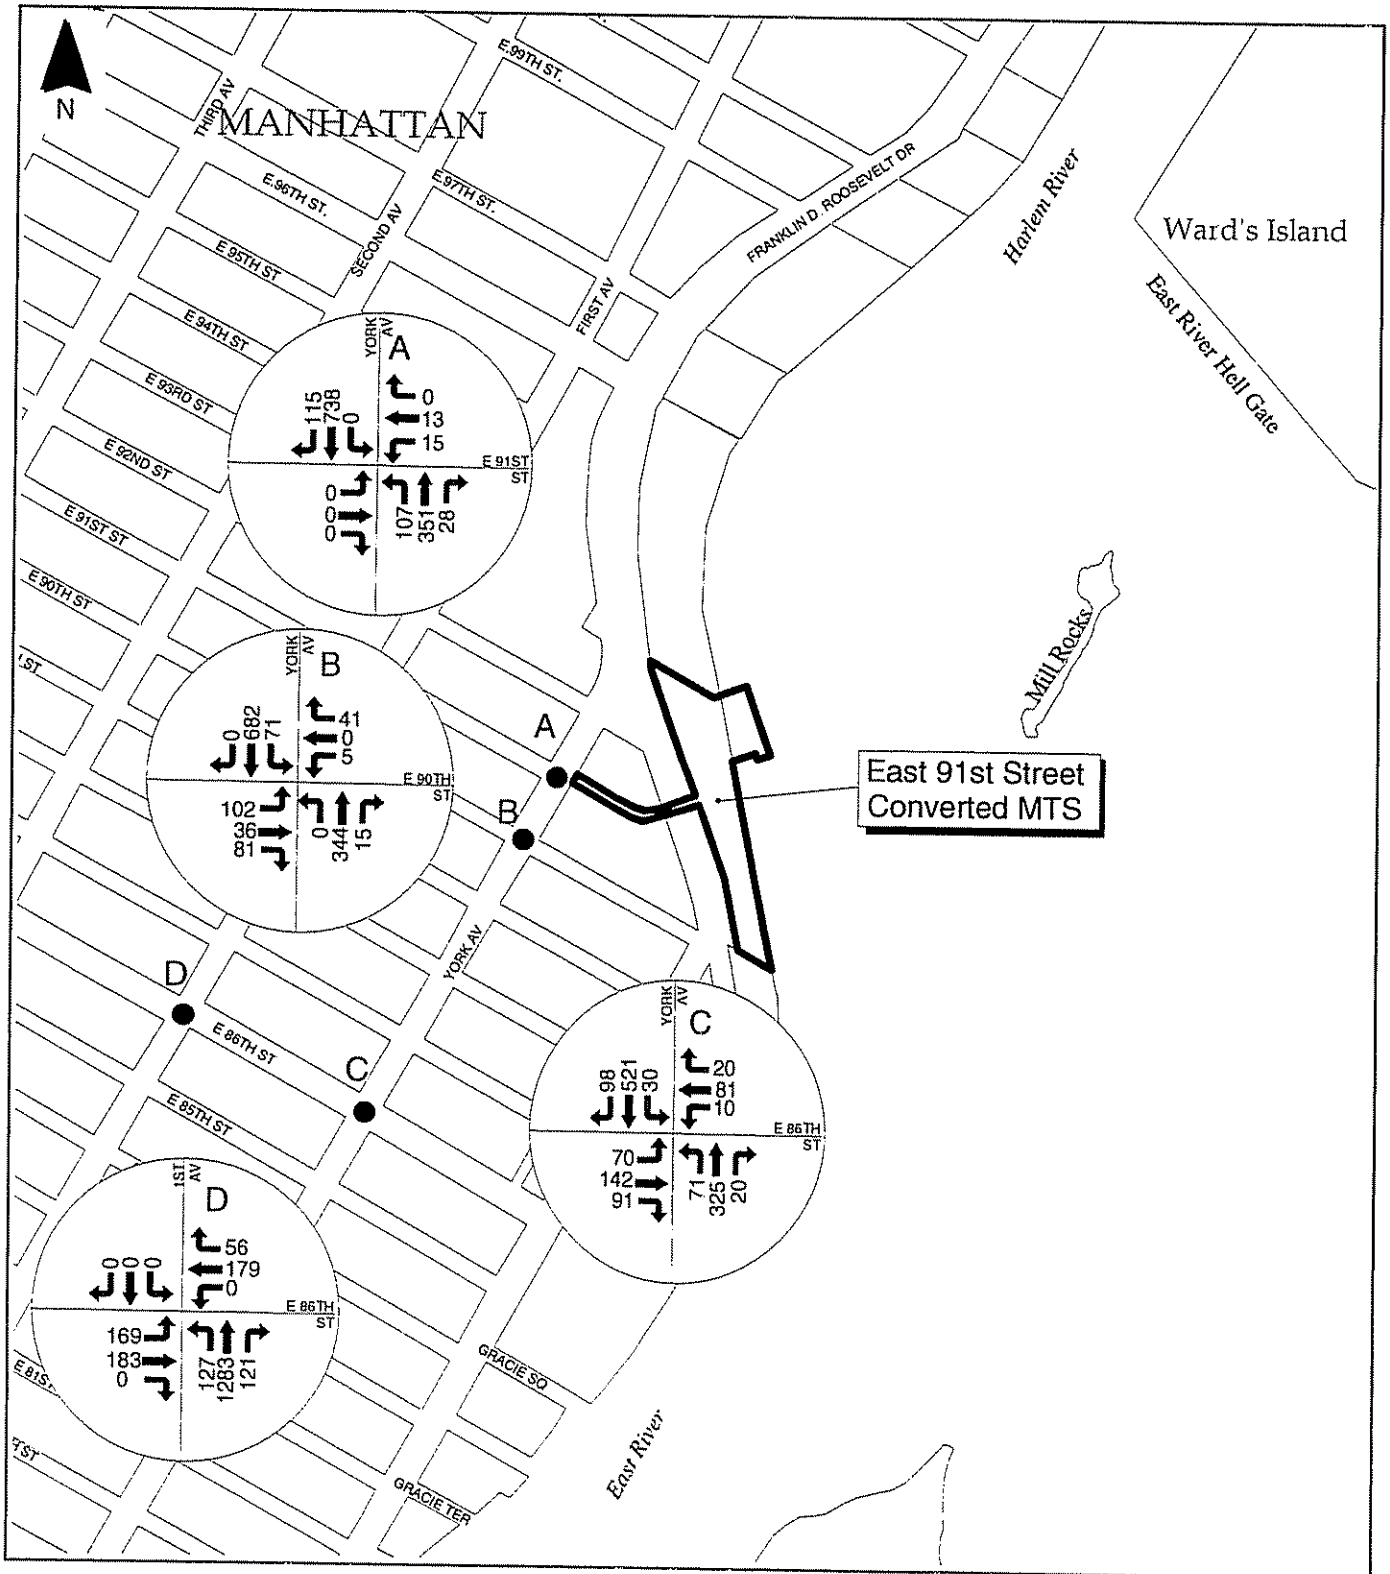 N
MANHATTAN
THIRD AV
E.99TH ST.
E.96TH ST.
E.97TH ST.
SECOND AV
E 95TH ST
FIRST AV
FRANKLIN D. ROOSEVELT DR
Harlem River
Ward's Island
East River Hell Gate
E 94TH ST
E 93RD ST
E 92ND ST
E 91ST ST
E 90TH ST
YORK AV
A
115
738
0
0
13
15
E 91ST ST
0
0
0
107
351
28
YORK AV
B
0
682
71
41
0
5
E 90TH ST
102
36
81
0
344
15
A
B
Mill Rocks
East 91st Street
Converted MTS
YORK AV
D
E 86TH ST
C
E 85TH ST
YORK AV
C
98
521
30
20
81
10
E 86TH ST
70
142
91
71
325
20
1ST AV
D
0
0
0
56
179
0
E 86TH ST
169
183
0
127
1283
121
E 81ST
GRACIE SQ
GRACIE TER
East River